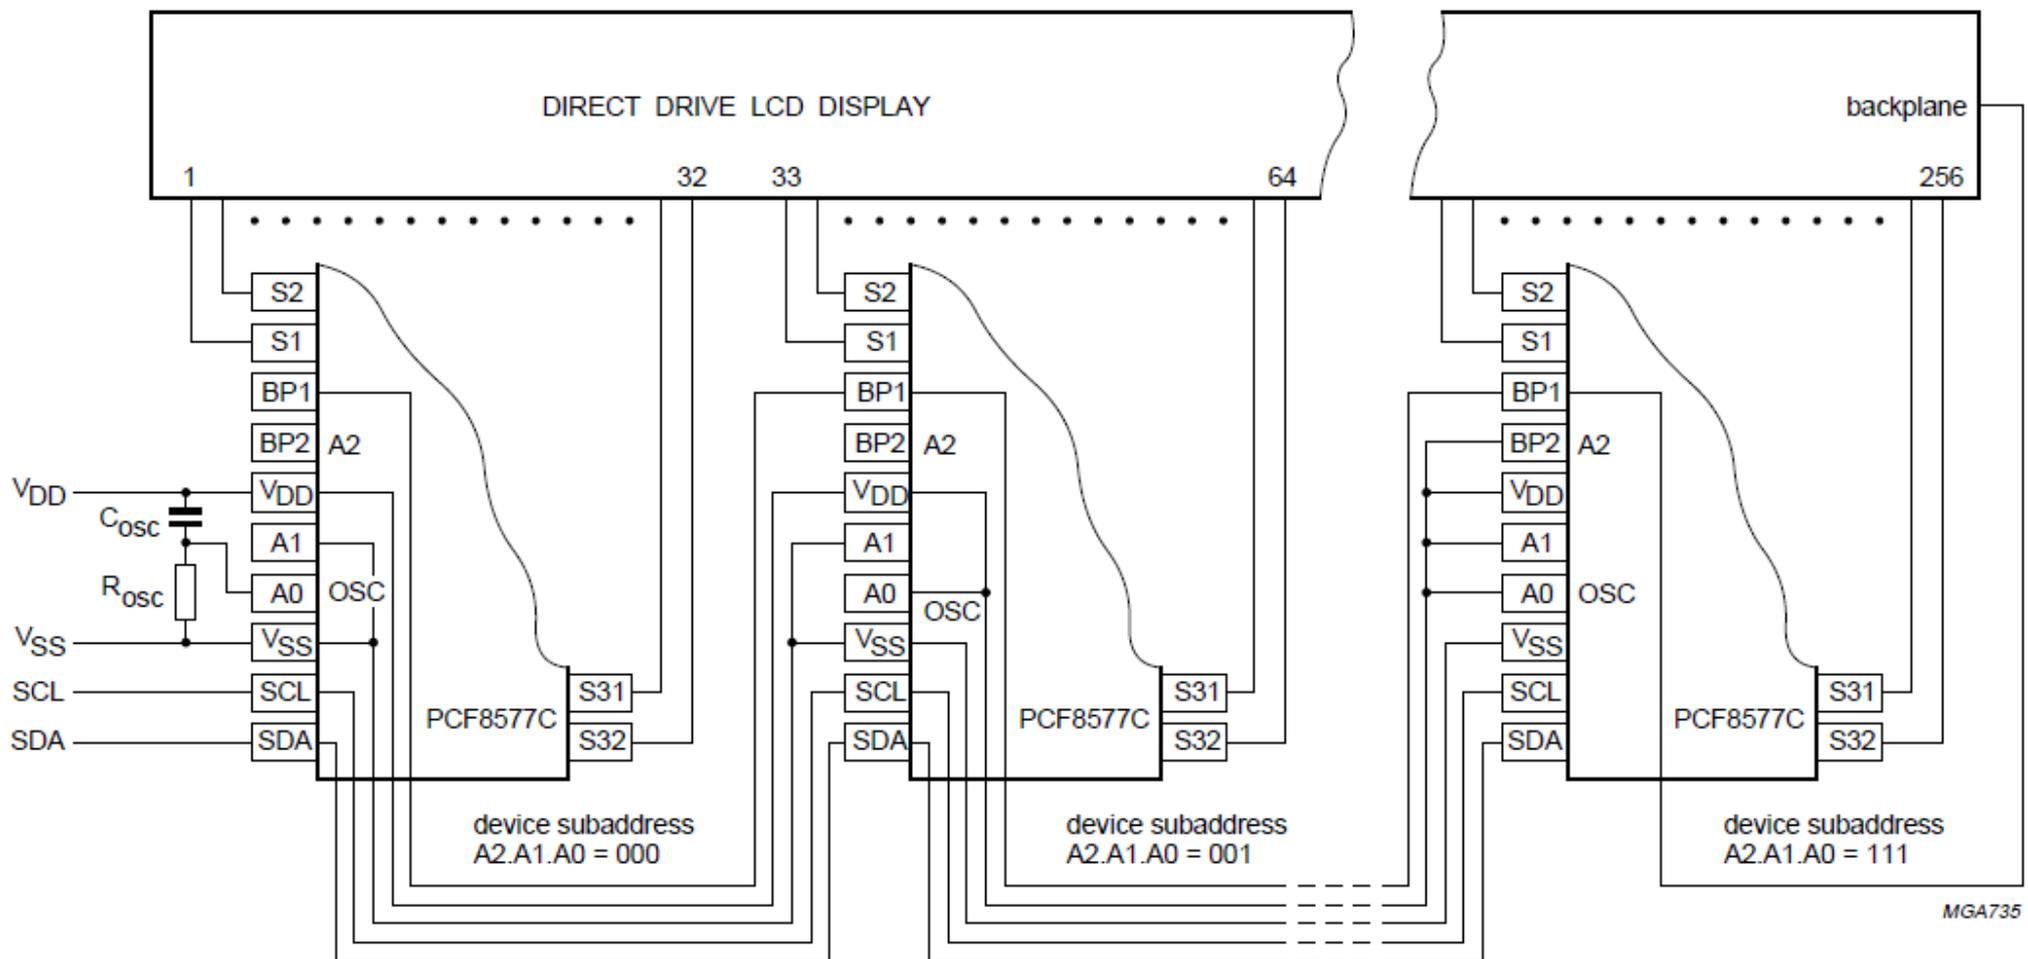 DIRECT DRIVE LCD DISPLAY
backplane
1
32
33
64
256
S2
S1
BP1
BP2
A2
VDD
VDD
COSC
A1
ROSC
A0
OSC
VSS
VSS
SCL
SCL
SDA
SDA
S31
PCF8577C
S32
device subaddress
A2.A1.A0 = 000
S2
S1
BP1
BP2
A2
VDD
A1
A0
OSC
VSS
SCL
SDA
S31
PCF8577C
S32
device subaddress
A2.A1.A0 = 001
S2
S1
BP1
BP2
A2
VDD
A1
A0
OSC
VSS
SCL
SDA
S31
PCF8577C
S32
device subaddress
A2.A1.A0 = 111
MGA735